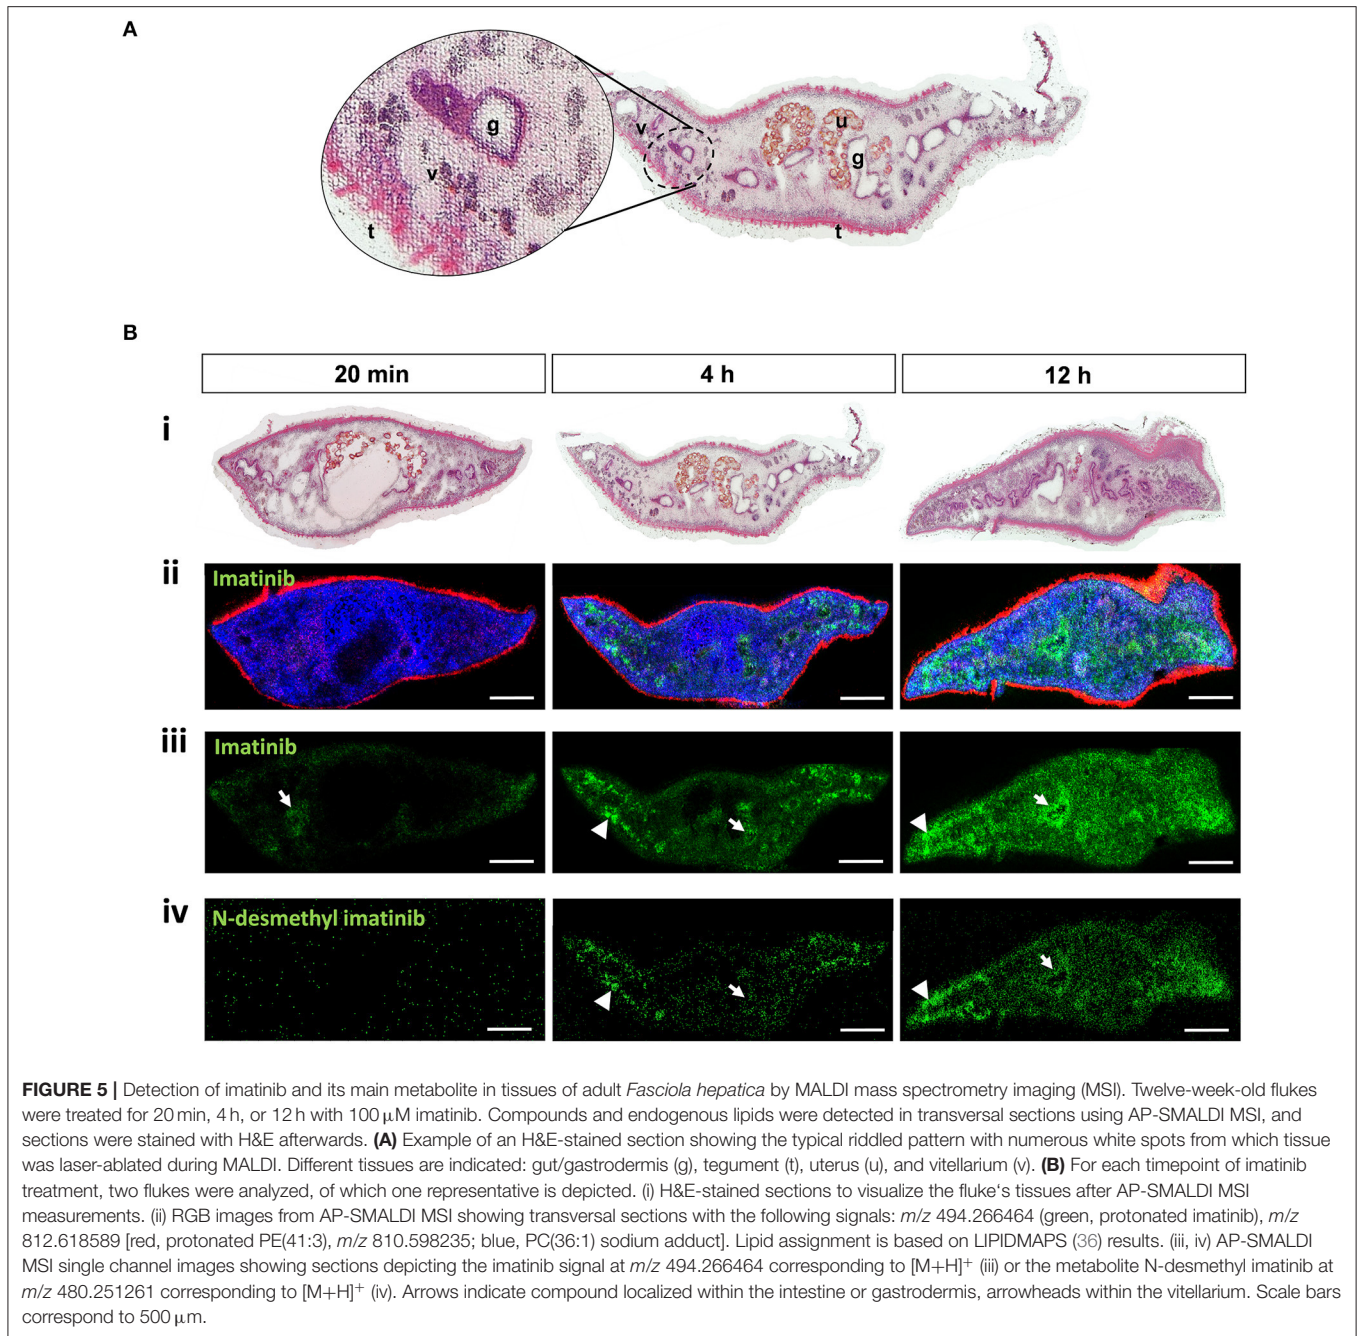 A
g
v
t
v
u
g
t
B
20 min
4 h
12 h
i
ii
Imatinib
iii
Imatinib
iv
N-desmethyl imatinib
FIGURE 5 | Detection of imatinib and its main metabolite in tissues of adult Fasciola hepatica by MALDI mass spectrometry imaging (MSI). Twelve-week-old flukes
were treated for 20 min, 4 h, or 12 h with 100 μM imatinib. Compounds and endogenous lipids were detected in transversal sections using AP-SMALDI MSI, and
sections were stained with H&E afterwards. (A) Example of an H&E-stained section showing the typical riddled pattern with numerous white spots from which tissue
was laser-ablated during MALDI. Different tissues are indicated: gut/gastrodermis (g), tegument (t), uterus (u), and vitellarium (v). (B) For each timepoint of imatinib
treatment, two flukes were analyzed, of which one representative is depicted. (i) H&E-stained sections to visualize the fluke‘s tissues after AP-SMALDI MSI
measurements. (ii) RGB images from AP-SMALDI MSI showing transversal sections with the following signals: m/z 494.266464 (green, protonated imatinib), m/z
812.618589 [red, protonated PE(41:3), m/z 810.598235; blue, PC(36:1) sodium adduct]. Lipid assignment is based on LIPIDMAPS (36) results. (iii, iv) AP-SMALDI
MSI single channel images showing sections depicting the imatinib signal at m/z 494.266464 corresponding to [M+H]⁺ (iii) or the metabolite N-desmethyl imatinib at
m/z 480.251261 corresponding to [M+H]⁺ (iv). Arrows indicate compound localized within the intestine or gastrodermis, arrowheads within the vitellarium. Scale bars
correspond to 500 μm.